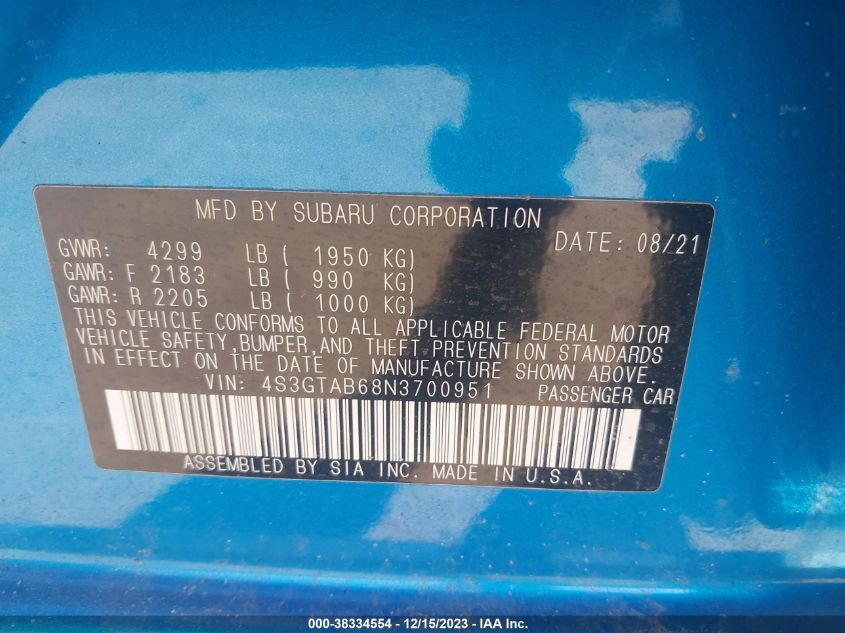 MFD BY SUBARU CORPORATION
DATE: 08/21
GVWR: 4299 LB ( 1950 KG)
GAWR: F 2183 LB ( 990 KG)
GAWR: R 2205 LB ( 1000 KG)
THIS VEHICLE CONFORMS TO ALL APPLICABLE FEDERAL MOTOR
VEHICLE SAFETY,BUMPER,AND THEFT PREVENTION STANDARDS
IN EFFECT ON THE DATE OF MANUFACTURE SHOWN ABOVE.
VIN: 4S3GTAB68N3700951 PASSENGER CAR
ASSEMBLED BY SIA INC. MADE IN U.S.A.
000-38334554 - 12/15/2023 - IAA Inc.